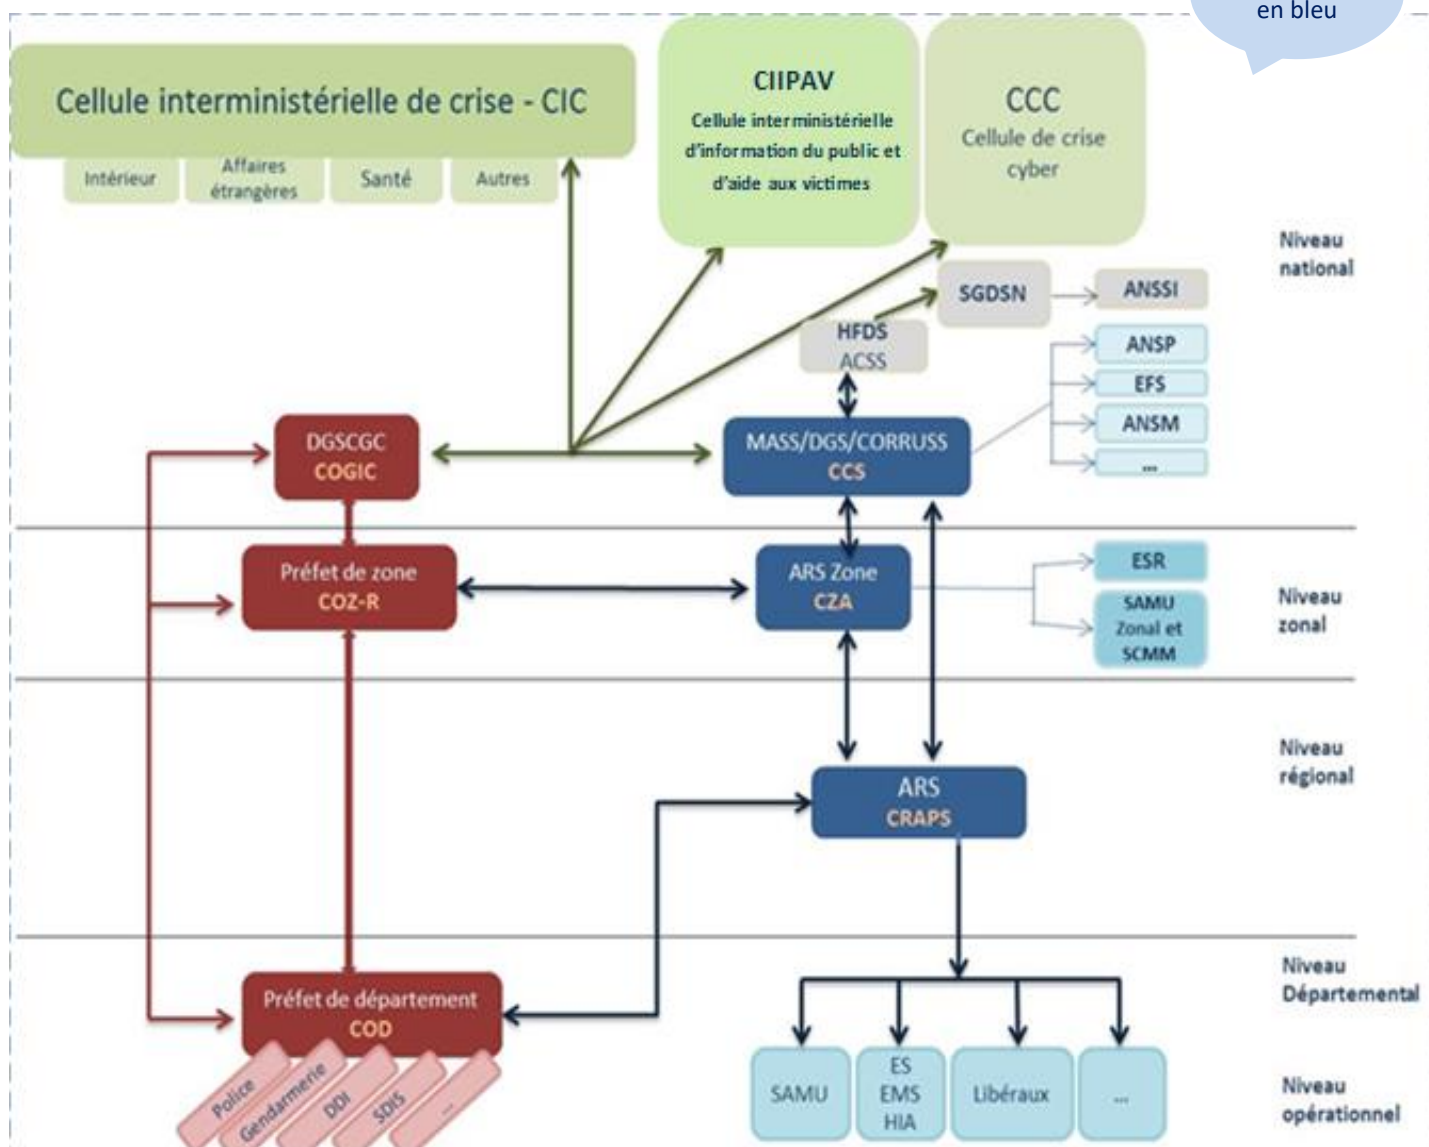 en bleu
Cellule interministérielle de crise - CIC
Intérieur
Affaires
étrangères
Santé
Autres
CIIPAV
Cellule interministérielle
d'information du public et
d'aide aux victimes
CCC
Cellule de crise
cyber
Niveau
national
SGDSN
ANSSI
HFDS
ACSS
ANSP
EFS
ANSM
...
DGSCGC
COGIC
MASS/DGS/CORRUSS
CCS
Préfet de zone
COZ-R
ARS Zone
CZA
ESR
SAMU
Zonal et
SCMM
Niveau
zonal
Niveau
régional
ARS
CRAPS
Niveau
Départemental
Préfet de département
COD
Police
Gendarmerie
DDI
SDIS
...
SAMU
ES
EMS
HIA
Libéraux
...
Niveau
opérationnel